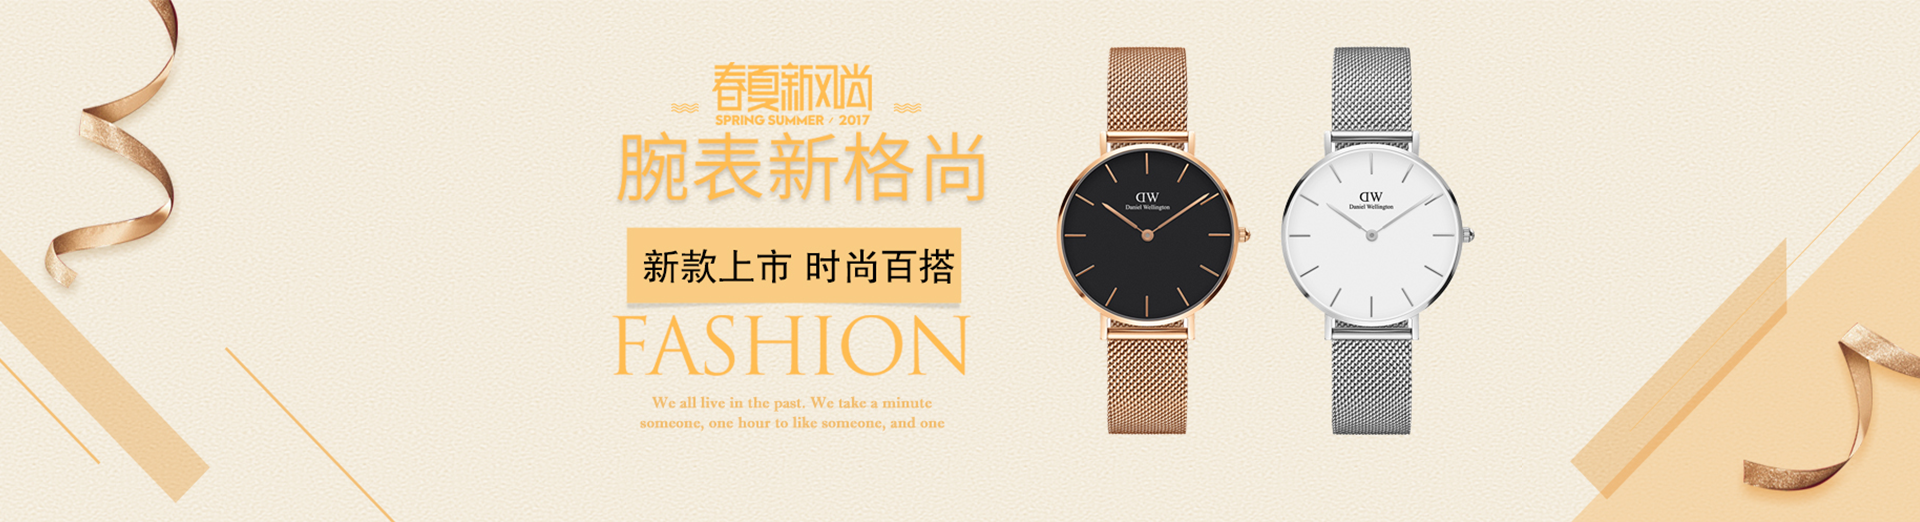 春夏新风尚
SPRING SUMMER / 2017
腕表新格尚
新款上市 时尚百搭
FASHION
We all live in the past. We take a minute
someone, one hour to like someone, and one
DW
Daniel Wellington
DW
Daniel Wellington